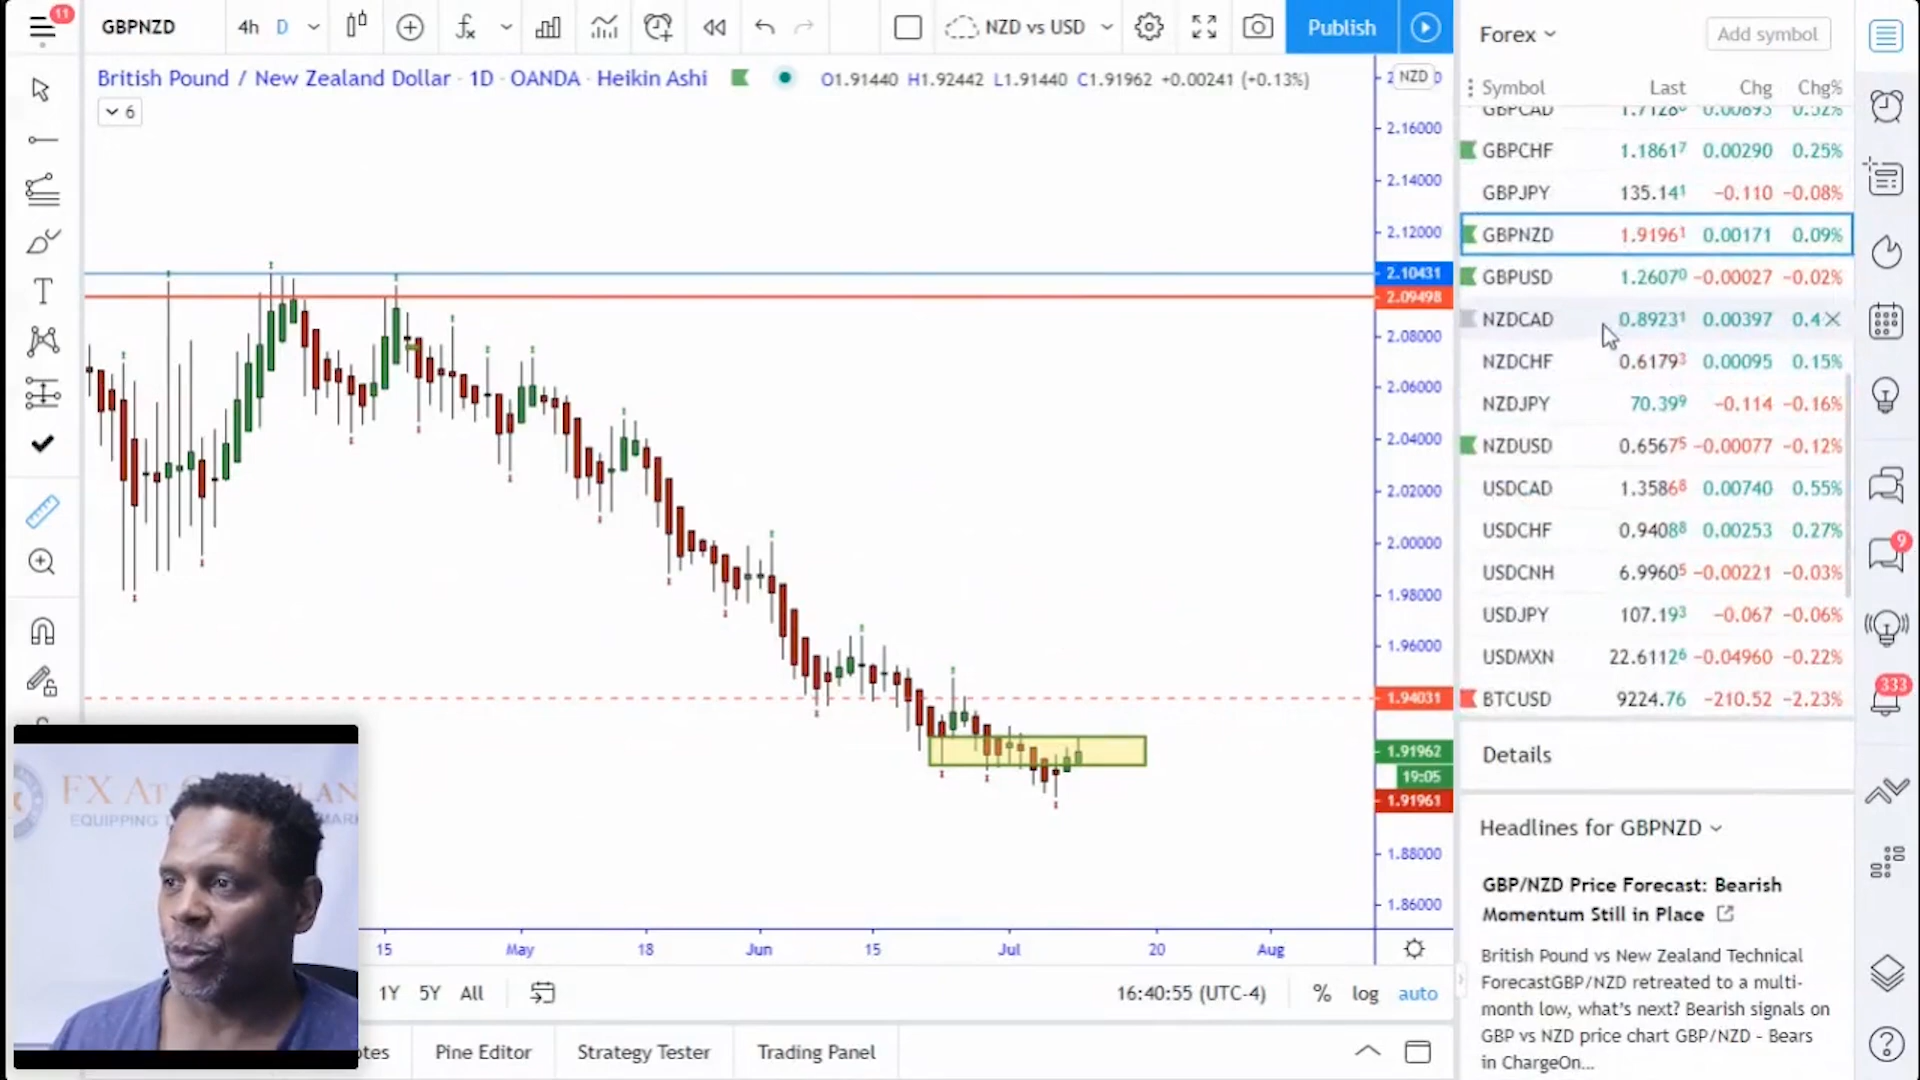 11
GBPNZD
4h D
NZD vs USD
Publish
British Pound / New Zealand Dollar · 1D · OANDA · Heikin Ashi
O1.91440 H1.92442 L1.91440 C1.91962 +0.00241 (+0.13%)
6
NZD
2.16000
2.14000
2.12000
2.10431
2.09498
2.08000
2.06000
2.04000
2.02000
2.00000
1.98000
1.96000
1.94031
1.91962
19:05
1.91961
1.88000
1.86000
15 May 18 Jun 15 Jul 20 Aug
1Y 5Y All
16:40:55 (UTC-4) % log auto
Pine Editor Strategy Tester Trading Panel
FX At
EQUIPPING
Forex
Add symbol
Symbol Last Chg Chg%
GBPCAD 1.71286 0.00893 0.52%
GBPCHF 1.18617 0.00290 0.25%
GBPJPY 135.141 −0.110 −0.08%
GBPNZD 1.91961 0.00171 0.09%
GBPUSD 1.26070 −0.00027 −0.02%
NZDCAD 0.89231 0.00397 0.4
NZDCHF 0.61793 0.00095 0.15%
NZDJPY 70.399 −0.114 −0.16%
NZDUSD 0.65675 −0.00077 −0.12%
USDCAD 1.35868 0.00740 0.55%
USDCHF 0.94088 0.00253 0.27%
USDCNH 6.99605 −0.00221 −0.03%
USDJPY 107.193 −0.067 −0.06%
USDMXN 22.61126 −0.04960 −0.22%
BTCUSD 9224.76 −210.52 −2.23%
Details
Headlines for GBPNZD
GBP/NZD Price Forecast: Bearish
Momentum Still in Place
British Pound vs New Zealand Technical
ForecastGBP/NZD retreated to a multi-
month low, what's next? Bearish signals on
GBP vs NZD price chart GBP/NZD - Bears
in ChargeOn...
9
333